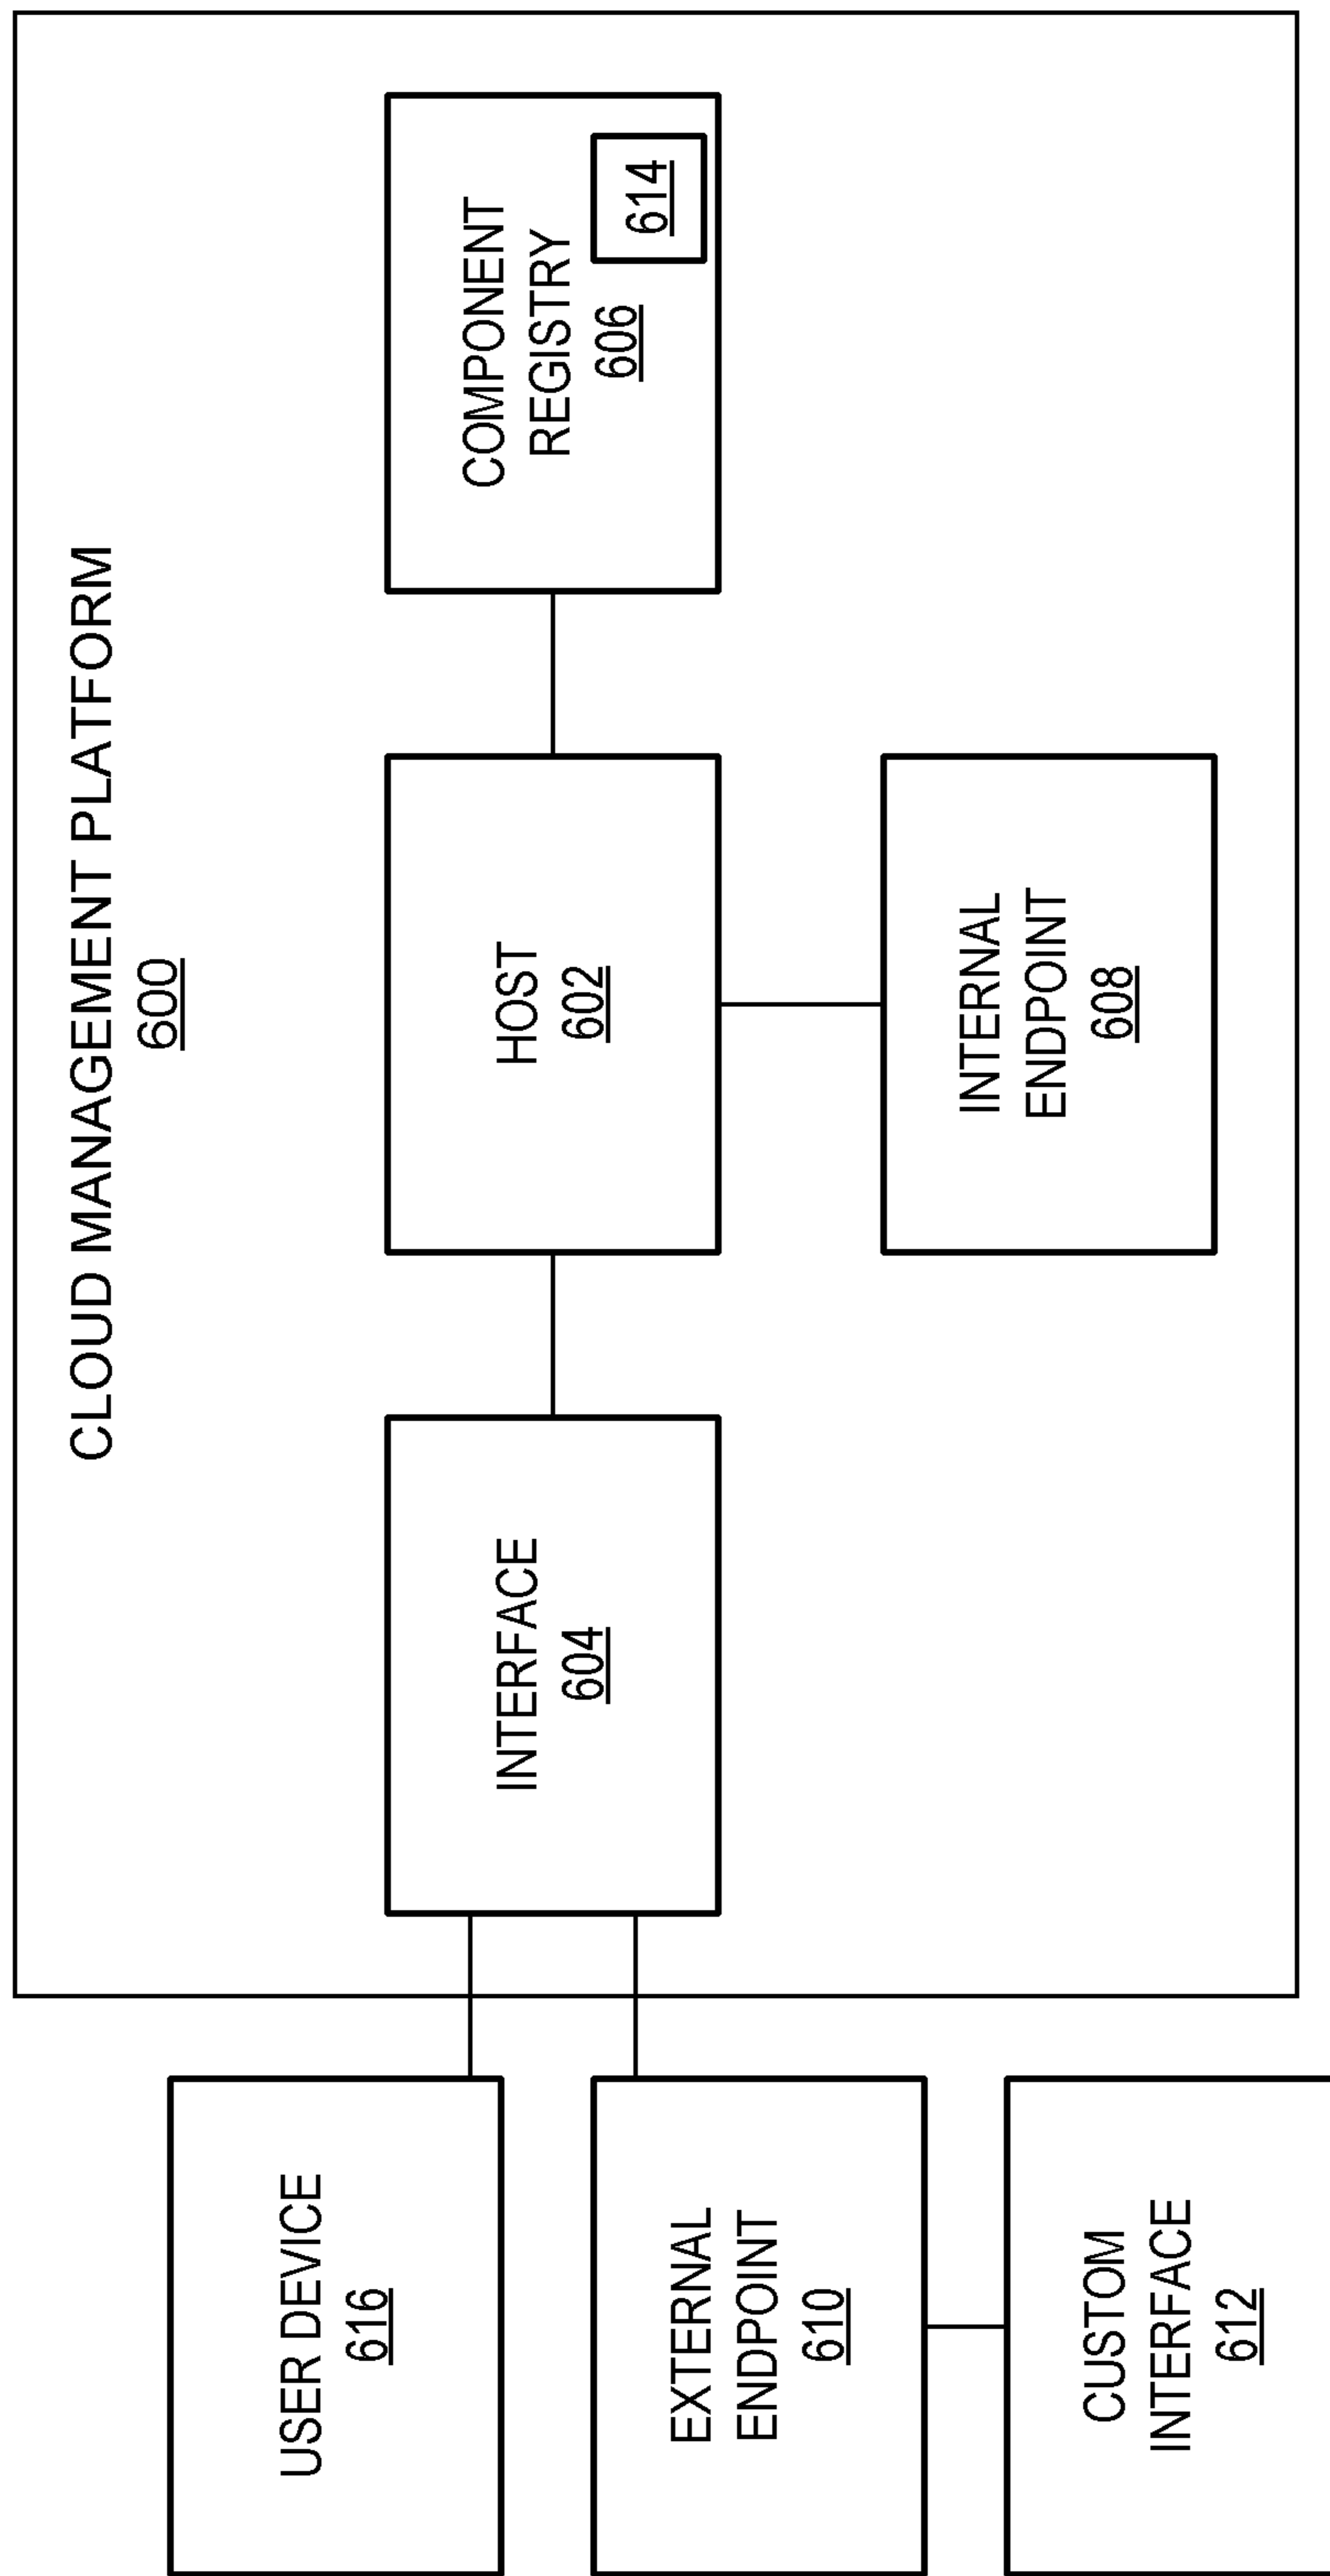 CLOUD MANAGEMENT PLATFORM
600
USER DEVICE
616
INTERFACE
604
HOST
602
COMPONENT
REGISTRY
606
614
EXTERNAL
ENDPOINT
610
INTERNAL
ENDPOINT
608
CUSTOM
INTERFACE
612